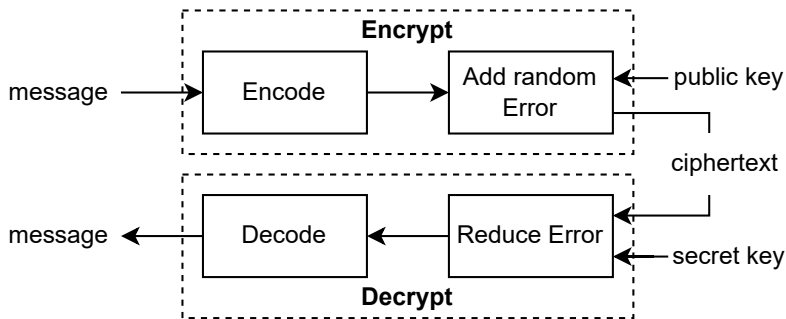 Encrypt
message
Encode
Add random
Error
public key
ciphertext
message
Decode
Reduce Error
secret key
Decrypt